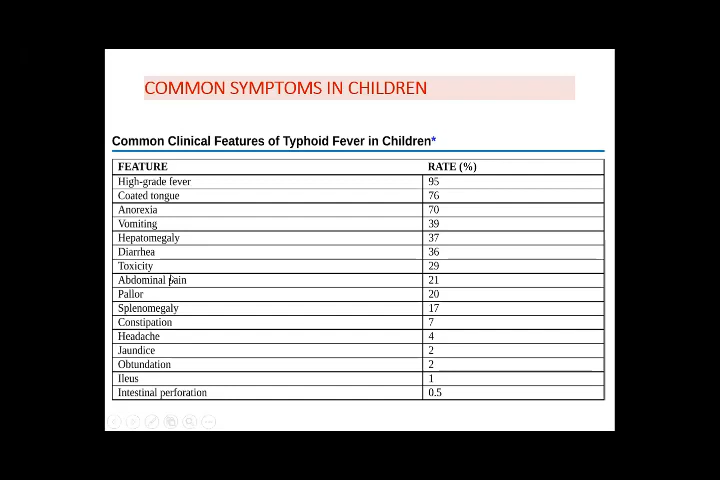 COMMON SYMPTOMS IN CHILDREN
Common Clinical Features of Typhoid Fever in Children*
FEATURE RATE (%)
High-grade fever 95
Coated tongue 76
Anorexia 70
Vomiting 39
Hepatomegaly 37
Diarrhea 36
Toxicity 29
Abdominal pain 21
Pallor 20
Splenomegaly 17
Constipation 7
Headache 4
Jaundice 2
Obtundation 2
Ileus 1
Intestinal perforation 0.5